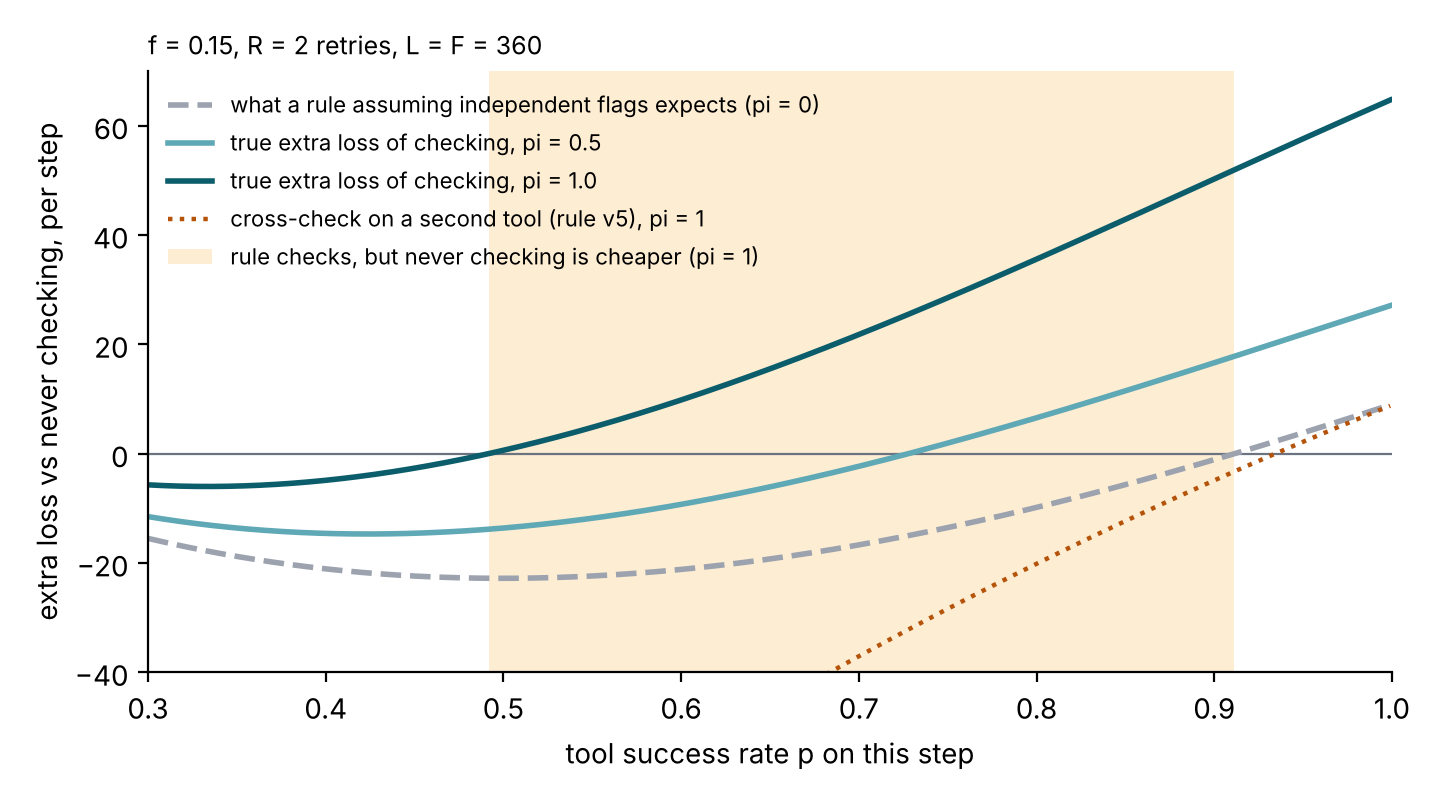 f = 0.15, R = 2 retries, L = F = 360
what a rule assuming independent flags expects (pi = 0)
true extra loss of checking, pi = 0.5
true extra loss of checking, pi = 1.0
cross-check on a second tool (rule v5), pi = 1
rule checks, but never checking is cheaper (pi = 1)
extra loss vs never checking, per step
60
40
20
0
−20
−40
0.3 0.4 0.5 0.6 0.7 0.8 0.9 1.0
tool success rate p on this step